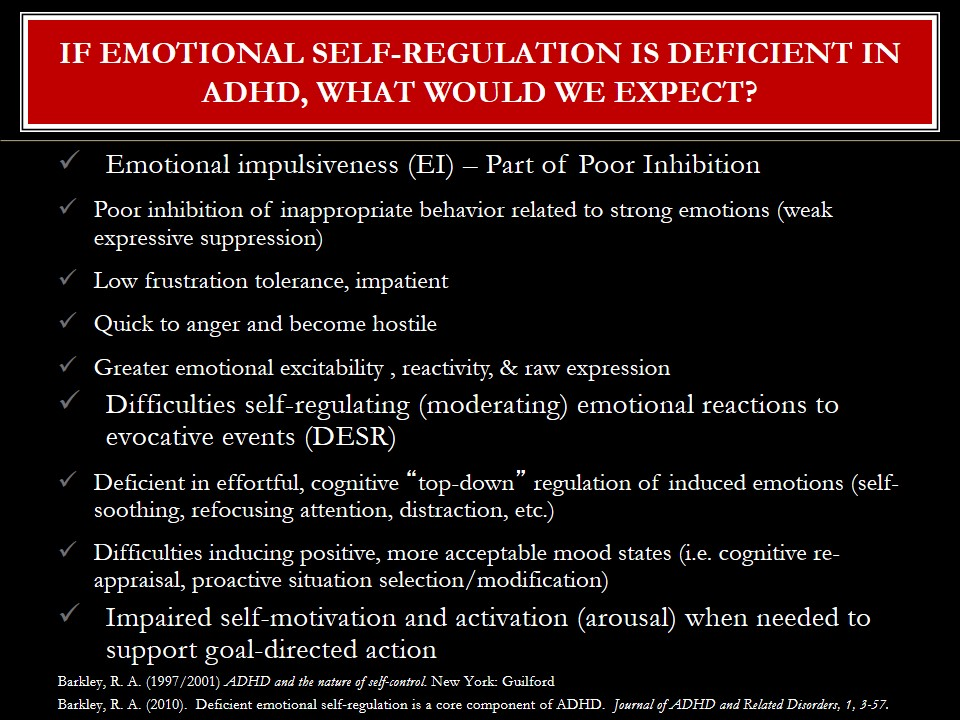 IF EMOTIONAL SELF-REGULATION IS DEFICIENT IN
ADHD, WHAT WOULD WE EXPECT?
✓ Emotional impulsiveness (EI) – Part of Poor Inhibition
✓ Poor inhibition of inappropriate behavior related to strong emotions (weak
expressive suppression)
✓ Low frustration tolerance, impatient
✓ Quick to anger and become hostile
✓ Greater emotional excitability , reactivity, & raw expression
✓ Difficulties self-regulating (moderating) emotional reactions to
evocative events (DESR)
✓ Deficient in effortful, cognitive “top-down” regulation of induced emotions (self-
soothing, refocusing attention, distraction, etc.)
✓ Difficulties inducing positive, more acceptable mood states (i.e. cognitive re-
appraisal, proactive situation selection/modification)
✓ Impaired self-motivation and activation (arousal) when needed to
support goal-directed action
Barkley, R. A. (1997/2001) ADHD and the nature of self-control. New York: Guilford
Barkley, R. A. (2010). Deficient emotional self-regulation is a core component of ADHD. Journal of ADHD and Related Disorders, 1, 3-57.